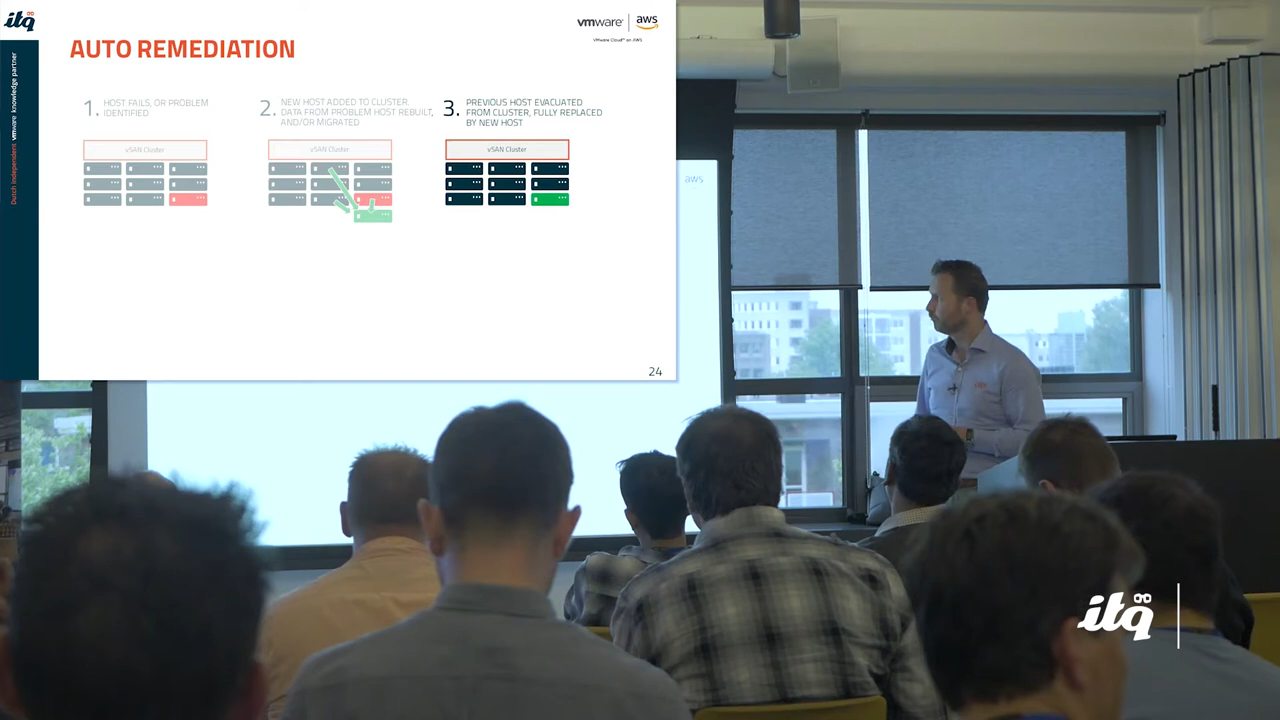 itq
vmware | aws
VMware Cloud™ on AWS
Dutch independent vmware knowledge partner
AUTO REMEDIATION
1. HOST FAILS, OR PROBLEM
IDENTIFIED
vSAN Cluster
2. NEW HOST ADDED TO CLUSTER.
DATA FROM PROBLEM HOST REBUILT,
AND/OR MIGRATED
vSAN Cluster
3. PREVIOUS HOST EVACUATED
FROM CLUSTER, FULLY REPLACED
BY NEW HOST
vSAN Cluster
24
aws
itq